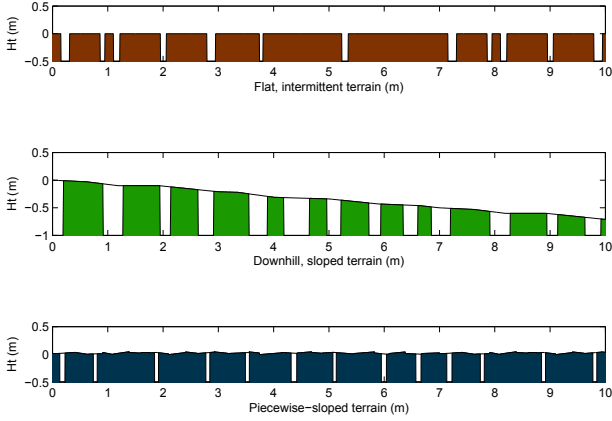 0.5
0
−0.5
Ht (m)
0 1 2 3 4 5 6 7 8 9 10
Flat, intermittent terrain (m)
0.5
0
−0.5
−1
Ht (m)
0 1 2 3 4 5 6 7 8 9 10
Downhill, sloped terrain (m)
0.5
0
−0.5
Ht (m)
0 1 2 3 4 5 6 7 8 9 10
Piecewise−sloped terrain (m)